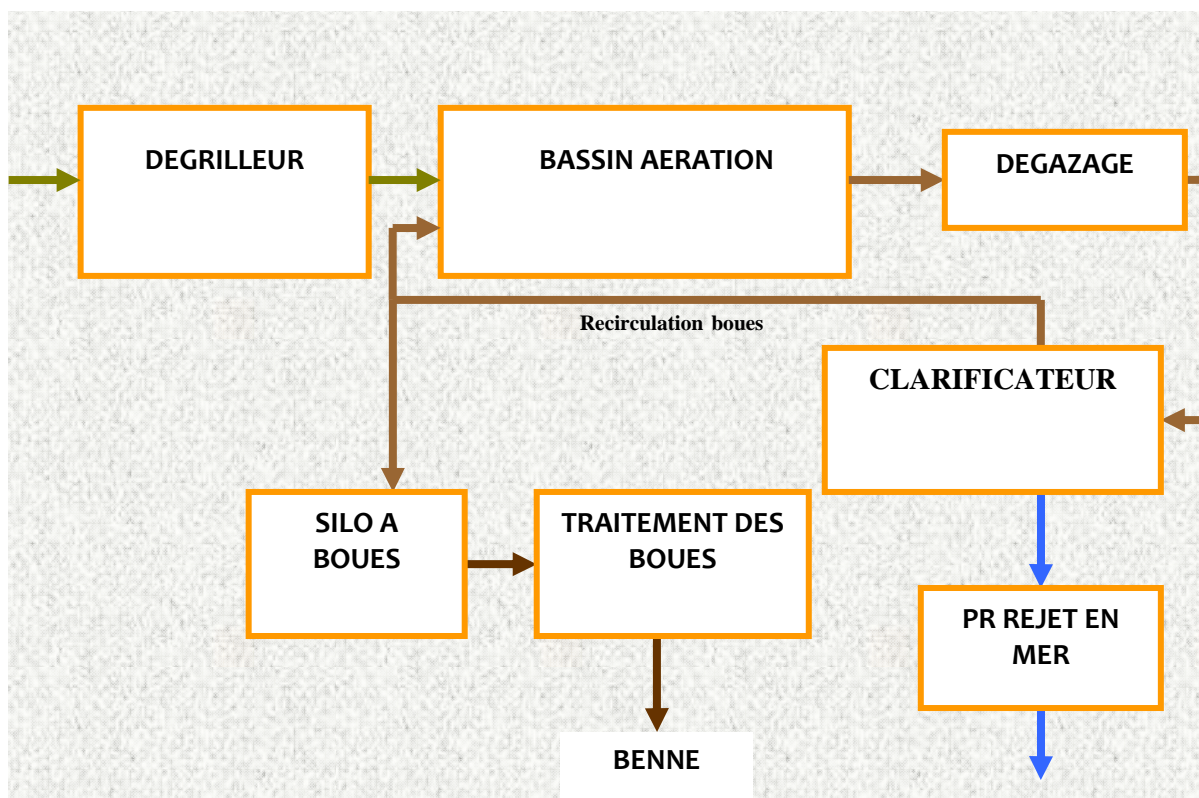 DEGRILLEUR
BASSIN AERATION
DEGAZAGE
Recirculation boues
CLARIFICATEUR
SILO A
BOUES
TRAITEMENT DES
BOUES
PR REJET EN
MER
BENNE